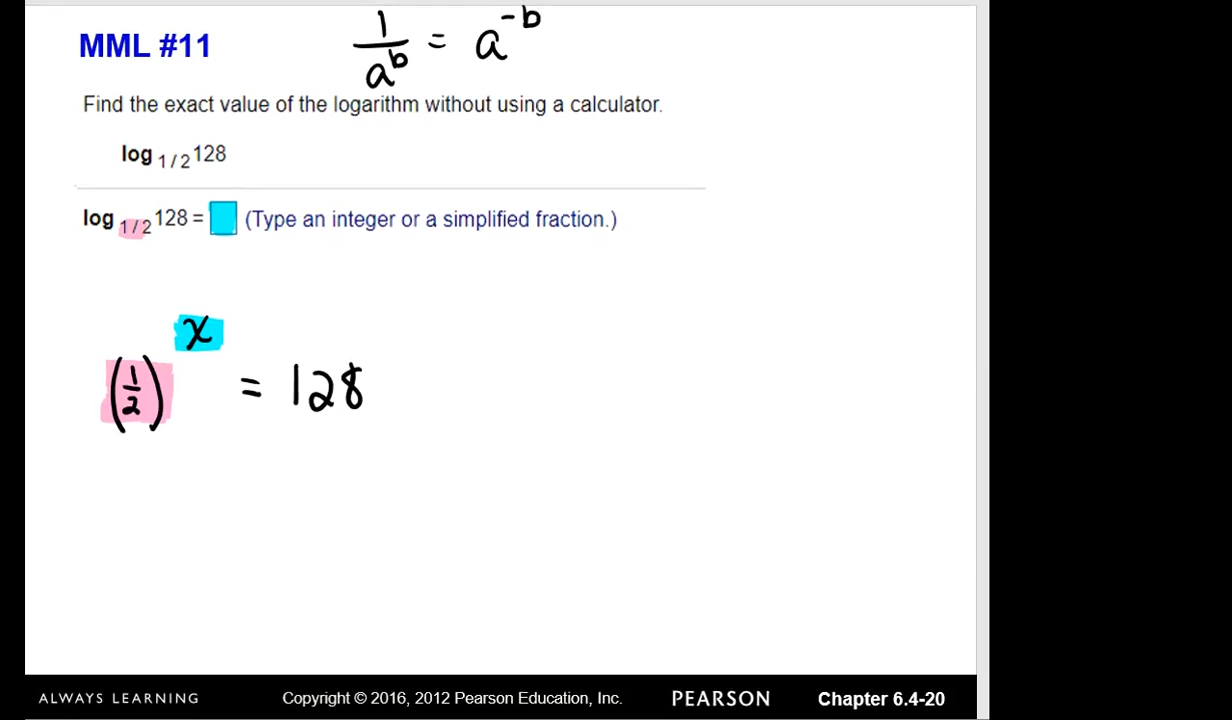 MML #11
1/a^b = a^-b
Find the exact value of the logarithm without using a calculator.
log 1/2 128
log 1/2 128 = (Type an integer or a simplified fraction.)
(1/2)^x = 128
ALWAYS LEARNING Copyright © 2016, 2012 Pearson Education, Inc. PEARSON Chapter 6.4-20